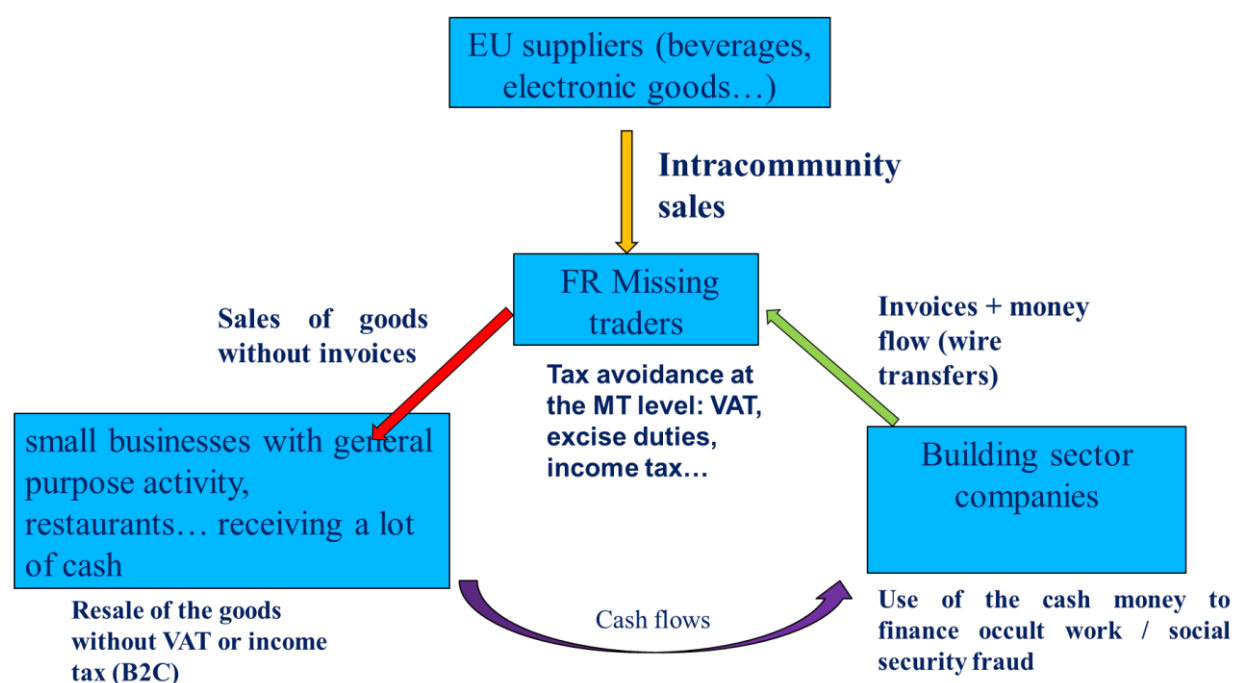 EU suppliers (beverages,
electronic goods…)
Intracommunity
sales
FR Missing
traders
Sales of goods
without invoices
Invoices + money
flow (wire
transfers)
Tax avoidance at
the MT level: VAT,
excise duties,
income tax…
small businesses with general
purpose activity,
restaurants… receiving a lot
of cash
Building sector
companies
Resale of the goods
without VAT or income
tax (B2C)
Cash flows
Use of the cash money to
finance occult work / social
security fraud